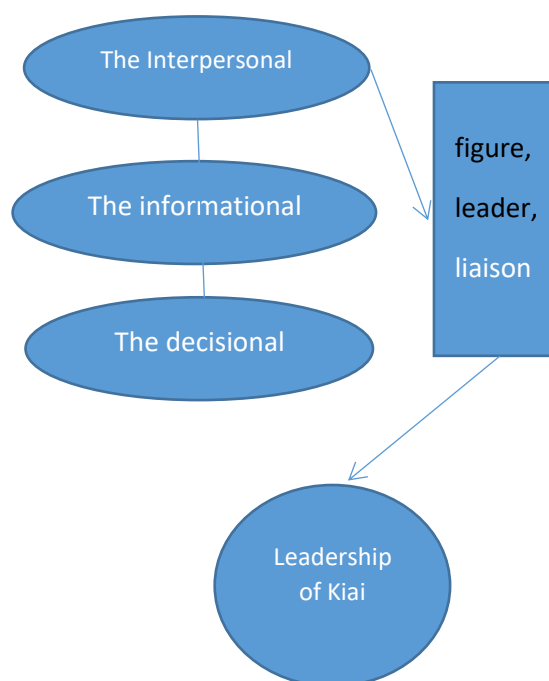 The Interpersonal
The informational
The decisional
figure,
leader,
liaison
Leadership
of Kiai